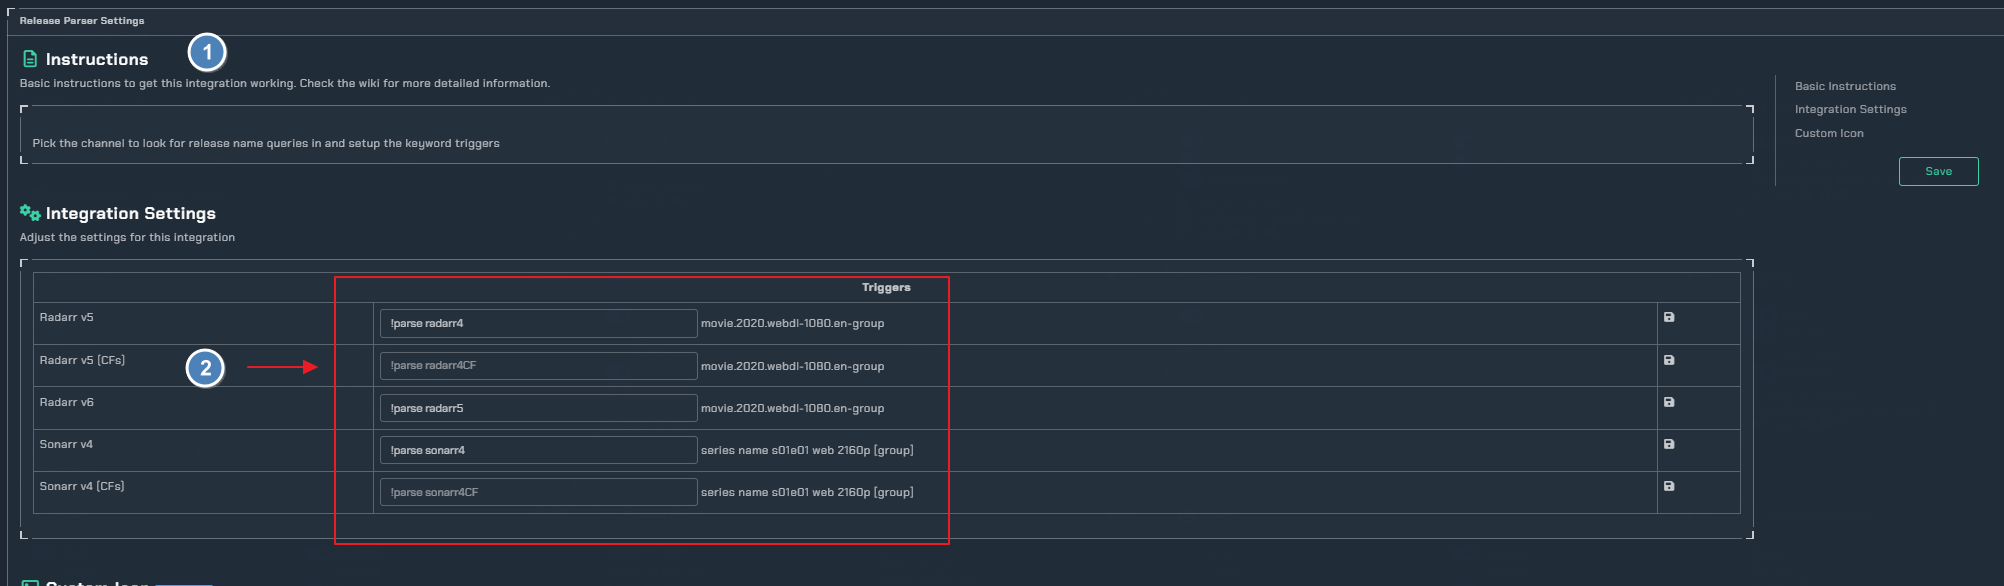 Release Parser Settings
Instructions
1
Basic instructions to get this integration working. Check the wiki for more detailed information.
Pick the channel to look for release name queries in and setup the keyword triggers
Basic Instructions
Integration Settings
Custom Icon
Save
Integration Settings
Adjust the settings for this integration
Triggers
Radarr v5 !parse radarr4 movie.2020.webdl-1080.en-group
Radarr v5 (CFs) !parse radarr4CF movie.2020.webdl-1080.en-group
2
Radarr v6 !parse radarr5 movie.2020.webdl-1080.en-group
Sonarr v4 !parse sonarr4 series name s01e01 web 2160p [group]
Sonarr v4 (CFs) !parse sonarr4CF series name s01e01 web 2160p [group]
Custom Icon